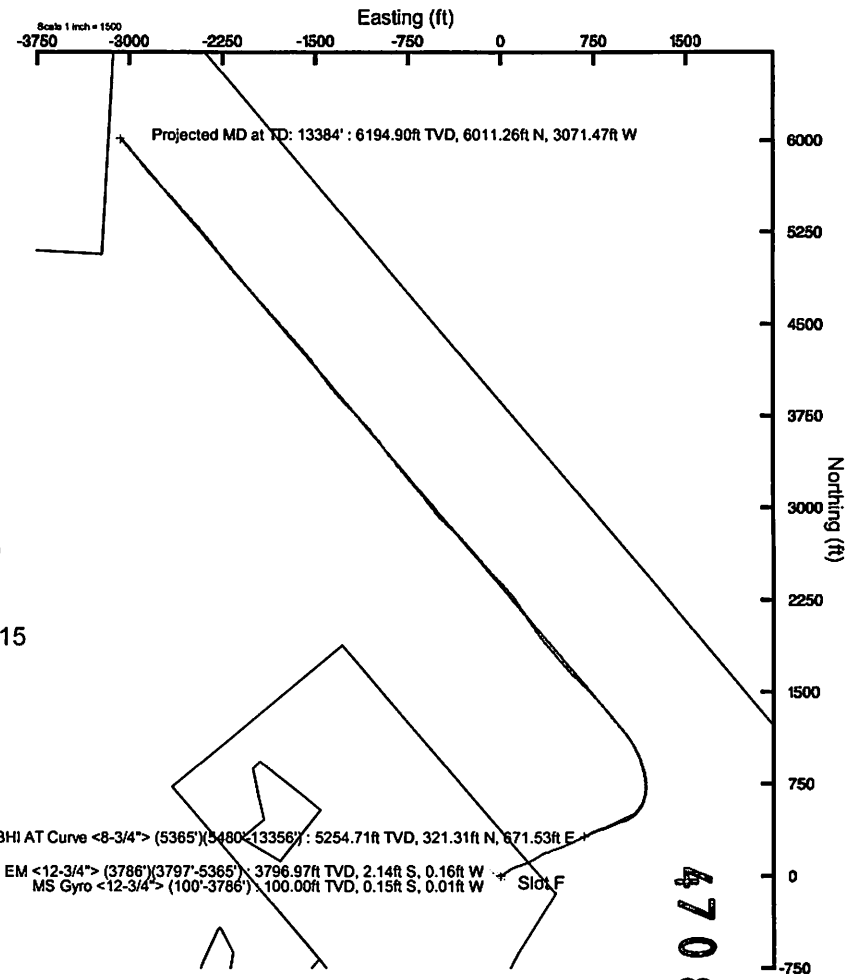 Easting (ft)
Scale 1 inch = 1500
-3750 -3000 -2250 -1500 -750 0 750 1500
Projected MD at TD: 13384' : 6194.90ft TVD, 6011.26ft N, 3071.47ft W
6000
5250
4500
3750
Northing (ft)
3000
2250
15
1500
750
BHI AT Curve <8-3/4"> (5365')(5480'-13356') : 5254.71ft TVD, 321.31ft N, 671.53ft E
EM <12-3/4"> (3786')(3797'-5365') : 3796.97ft TVD, 2.14ft S, 0.16ft W
MS Gyro <12-3/4"> (100'-3786') : 100.00ft TVD, 0.15ft S, 0.01ft W
Slot F
0
470
-750